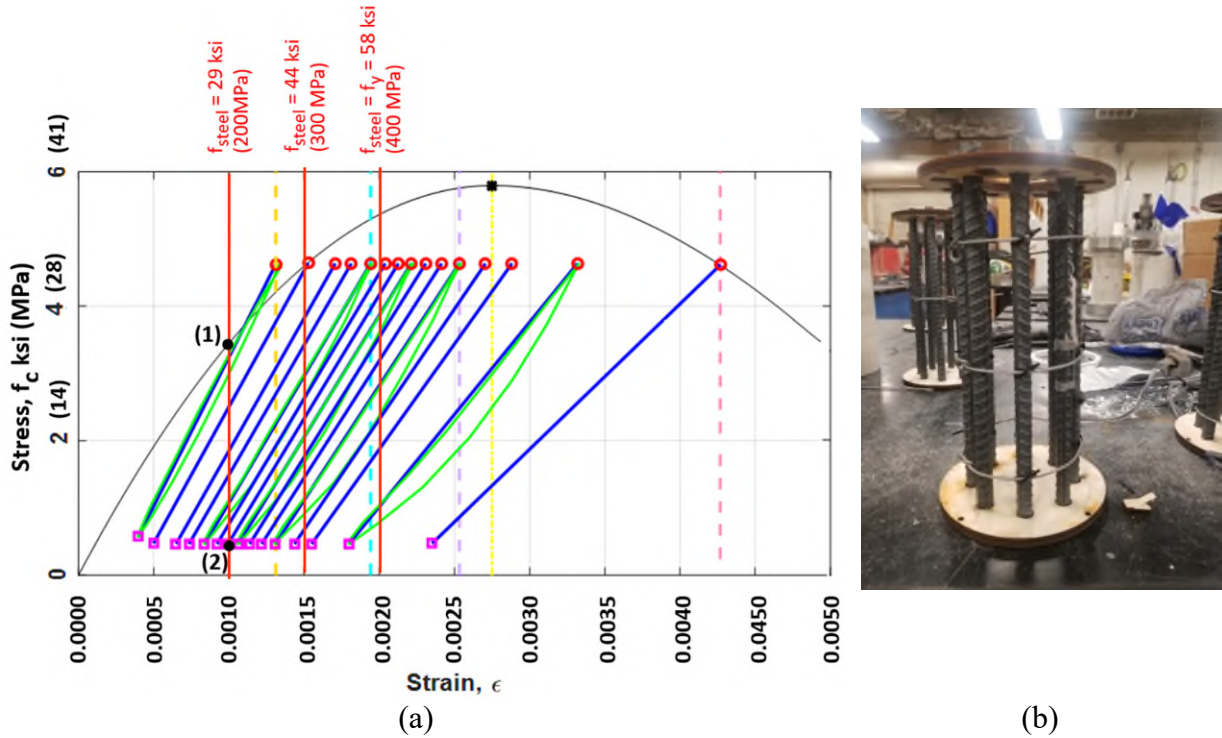 f_steel = 29 ksi
(200MPa)
f_steel = 44 ksi
(300 MPa)
f_steel = f_y = 58 ksi
(400 MPa)
Stress, f_c ksi (MPa)
6 (41)
4 (28)
(14)
2
0
(1)
(2)
0.0000
0.0005
0.0010
0.0015
0.0020
0.0025
0.0030
0.0035
0.0040
0.0450
0.0050
Strain, ϵ
(a)
(b)